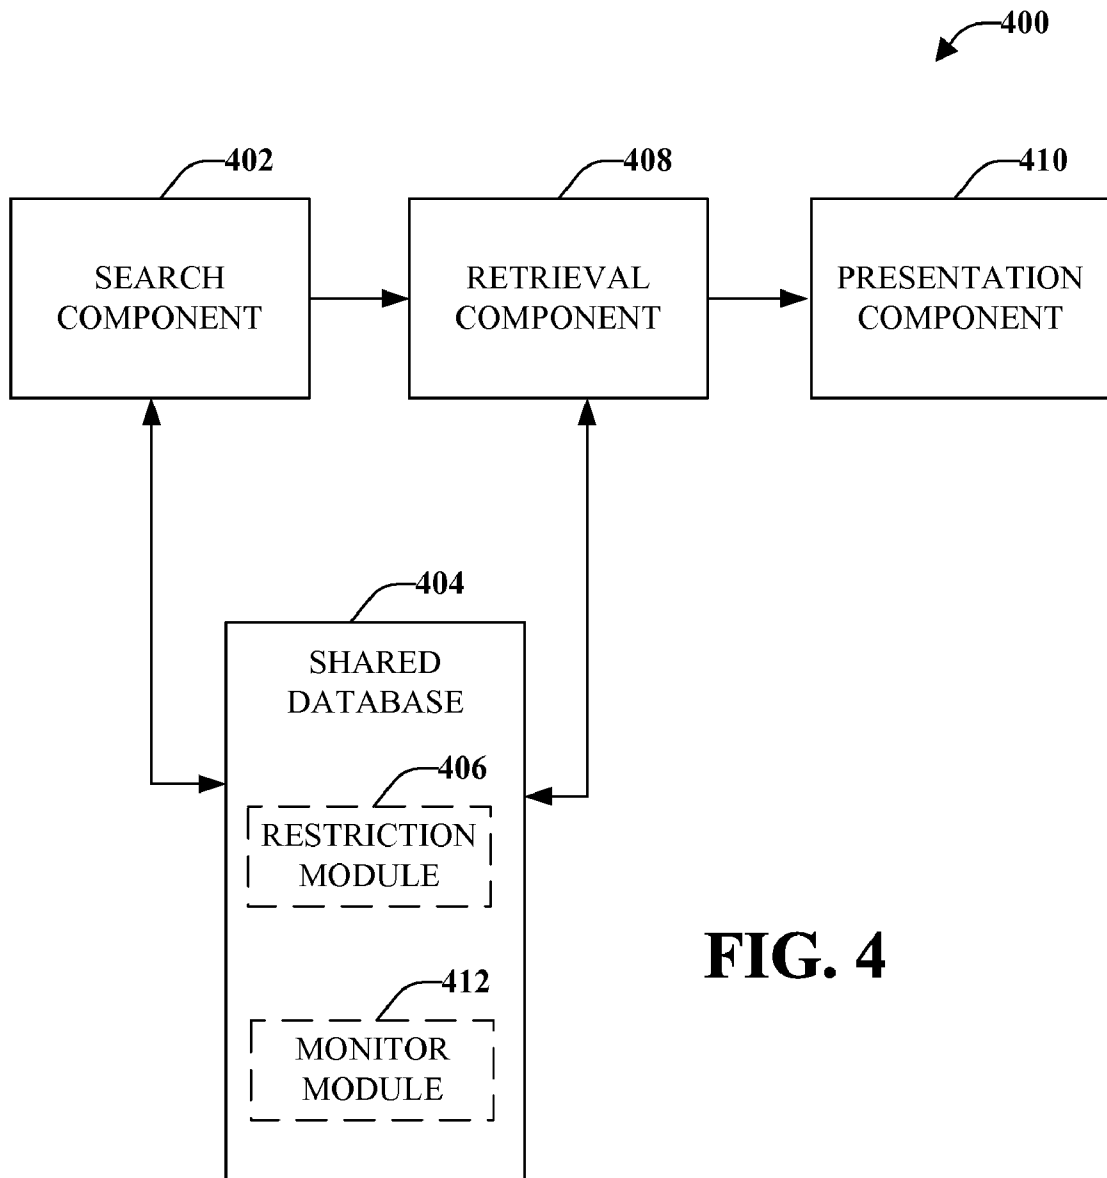 400
402
408
410
SEARCH
COMPONENT
RETRIEVAL
COMPONENT
PRESENTATION
COMPONENT
404
SHARED
DATABASE
406
RESTRICTION
MODULE
412
MONITOR
MODULE
FIG. 4